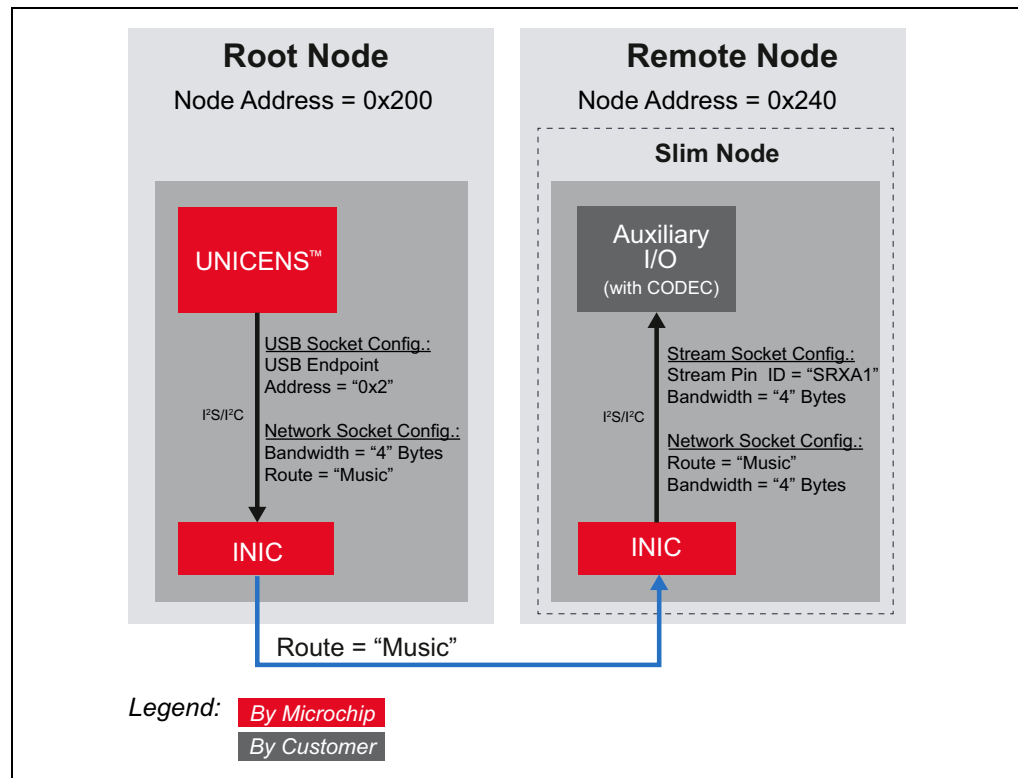 Root Node
Node Address = 0x200
UNICENS™
USB Socket Config.:
USB Endpoint
Address = “0x2”
I²S/I²C
Network Socket Config.:
Bandwidth = “4” Bytes
Route = “Music”
INIC
Remote Node
Node Address = 0x240
Slim Node
Auxiliary
I/O
(with CODEC)
Stream Socket Config.:
Stream Pin ID = “SRXA1”
Bandwidth = “4” Bytes
I²S/I²C
Network Socket Config.:
Route = “Music”
Bandwidth = “4” Bytes
INIC
Route = “Music”
Legend:
By Microchip
By Customer